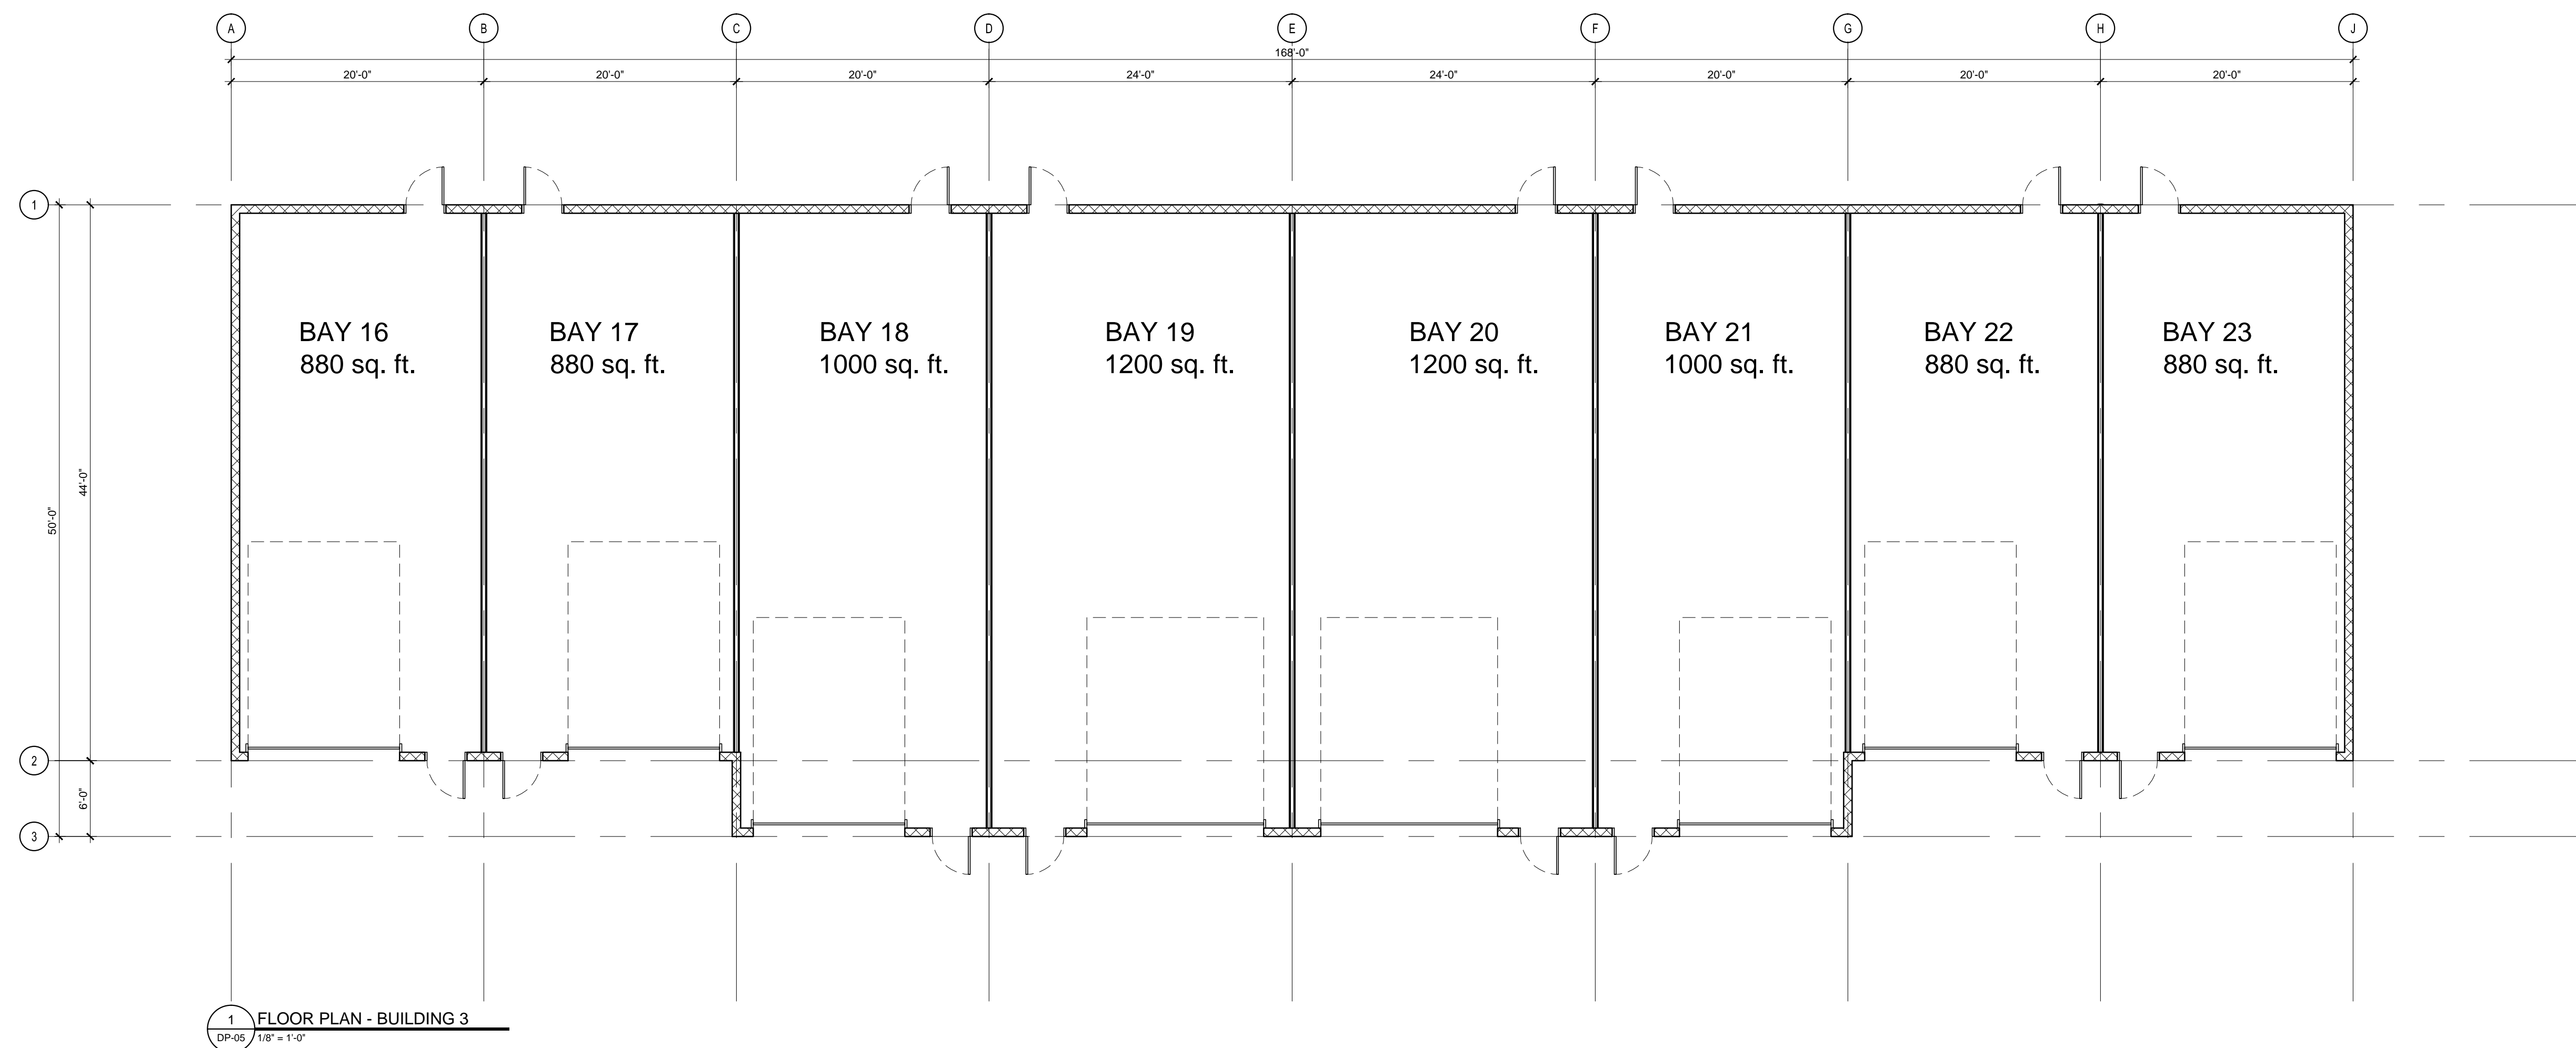 A
B
C
D
E
F
G
H
J
168'-0"
20'-0"
20'-0"
20'-0"
24'-0"
24'-0"
20'-0"
20'-0"
20'-0"
1
BAY 16
880 sq. ft.
BAY 17
880 sq. ft.
BAY 18
1000 sq. ft.
BAY 19
1200 sq. ft.
BAY 20
1200 sq. ft.
BAY 21
1000 sq. ft.
BAY 22
880 sq. ft.
BAY 23
880 sq. ft.
44'-0"
50'-0"
2
6'-0"
3
1
DP-05
FLOOR PLAN - BUILDING 3
1/8" = 1'-0"